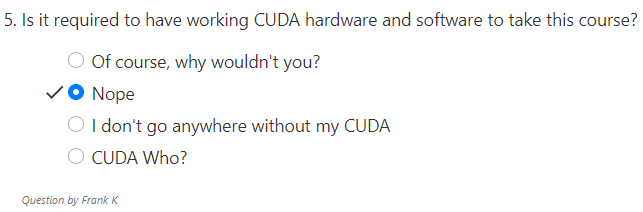 5. Is it required to have working CUDA hardware and software to take this course?
Of course, why wouldn't you?
Nope
I don't go anywhere without my CUDA
CUDA Who?
Question by Frank K